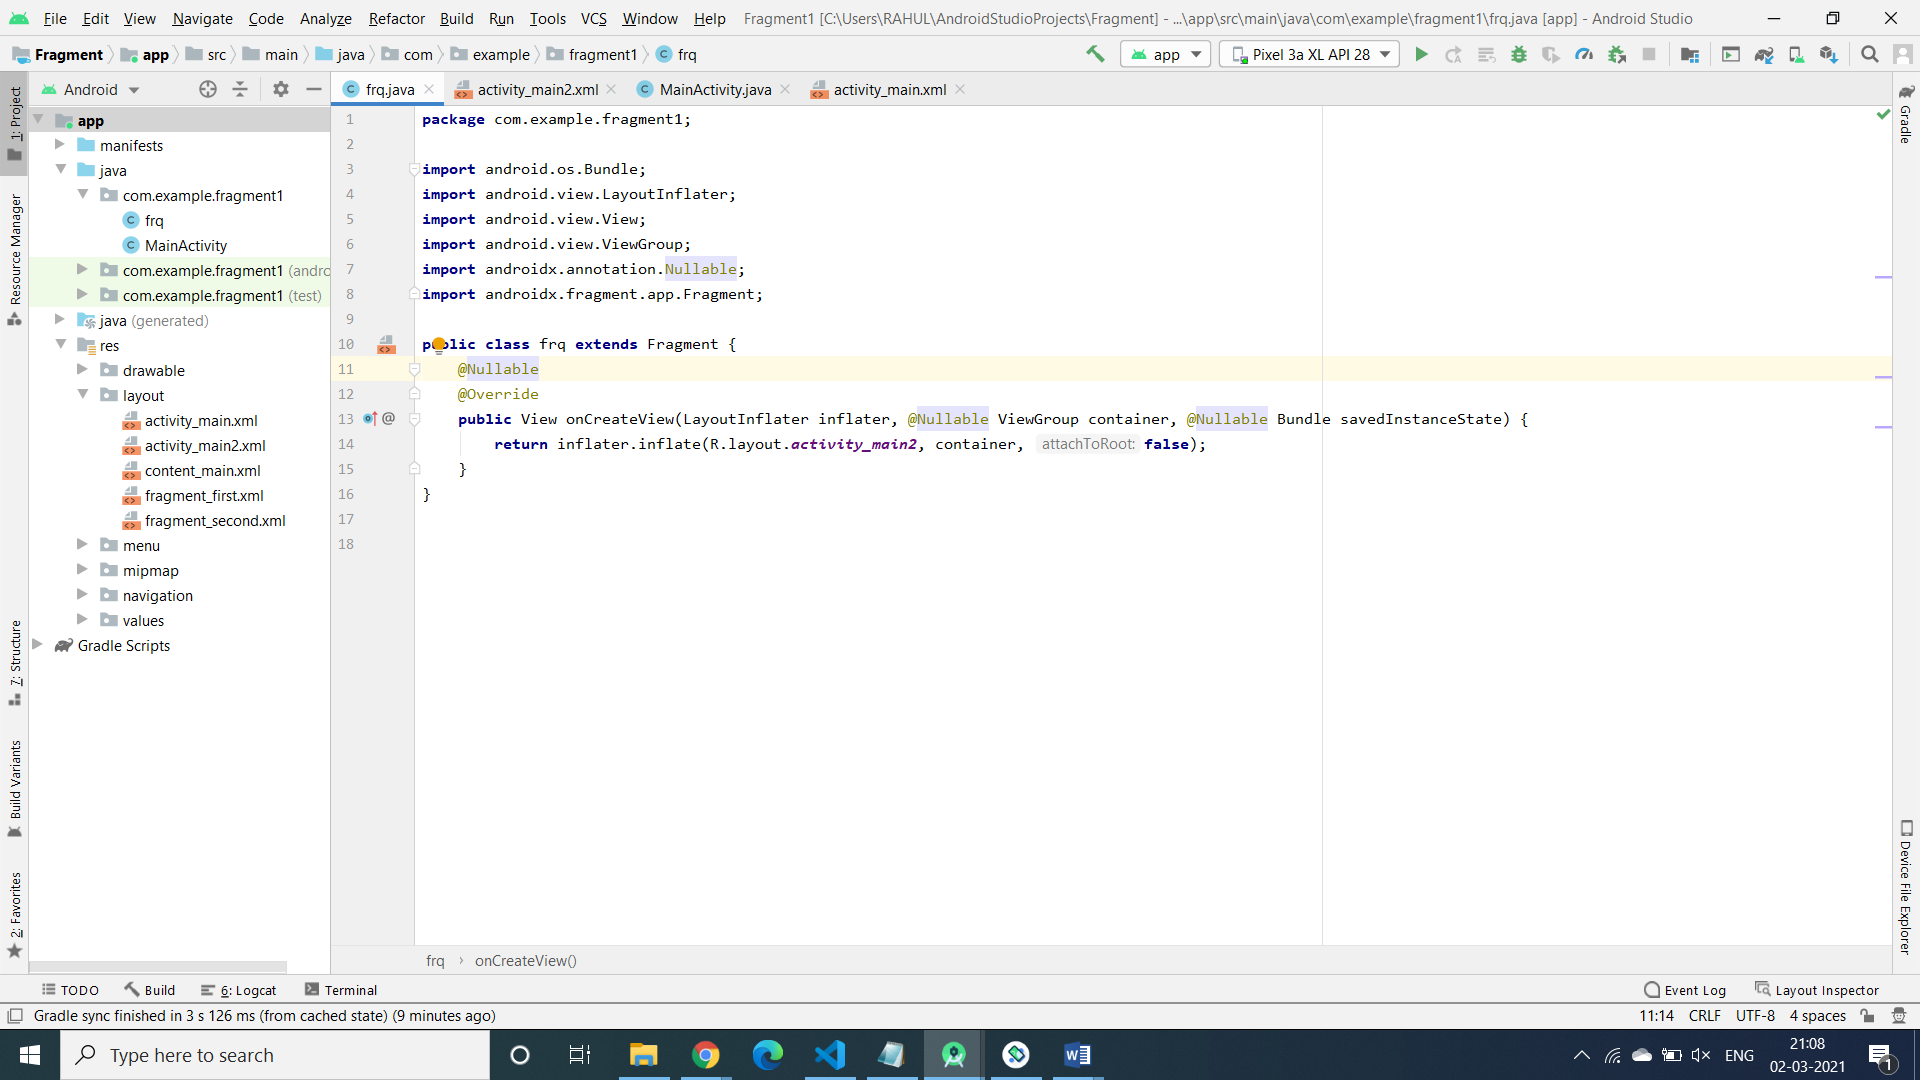 File Edit View Navigate Code Analyze Refactor Build Run Tools VCS Window Help Fragment1 [C:\Users\RAHUL\AndroidStudioProjects\Fragment] - ...\app\src\main\java\com\example\fragment1\frq.java [app] - Android Studio
Fragment app src main java com example fragment1 frq app Pixel 3a XL API 28
Android
frq.java activity_main2.xml MainActivity.java activity_main.xml
1: Project
Resource Manager
7: Structure
Build Variants
2: Favorites
app
manifests
java
com.example.fragment1
frq
MainActivity
com.example.fragment1 (andro
com.example.fragment1 (test)
java (generated)
res
drawable
layout
activity_main.xml
activity_main2.xml
content_main.xml
fragment_first.xml
fragment_second.xml
menu
mipmap
navigation
values
Gradle Scripts
1 package com.example.fragment1;
2
3 import android.os.Bundle;
4 import android.view.LayoutInflater;
5 import android.view.View;
6 import android.view.ViewGroup;
7 import androidx.annotation.Nullable;
8 import androidx.fragment.app.Fragment;
9
10 public class frq extends Fragment {
11 @Nullable
12 @Override
13 @ public View onCreateView(LayoutInflater inflater, @Nullable ViewGroup container, @Nullable Bundle savedInstanceState) {
14 return inflater.inflate(R.layout.activity_main2, container, attachToRoot: false);
15 }
16 }
17
18
Gradle
Device File Explorer
frq onCreateView()
TODO Build 6: Logcat Terminal Event Log Layout Inspector
Gradle sync finished in 3 s 126 ms (from cached state) (9 minutes ago) 11:14 CRLF UTF-8 4 spaces
Type here to search ENG 21:08
02-03-2021
1